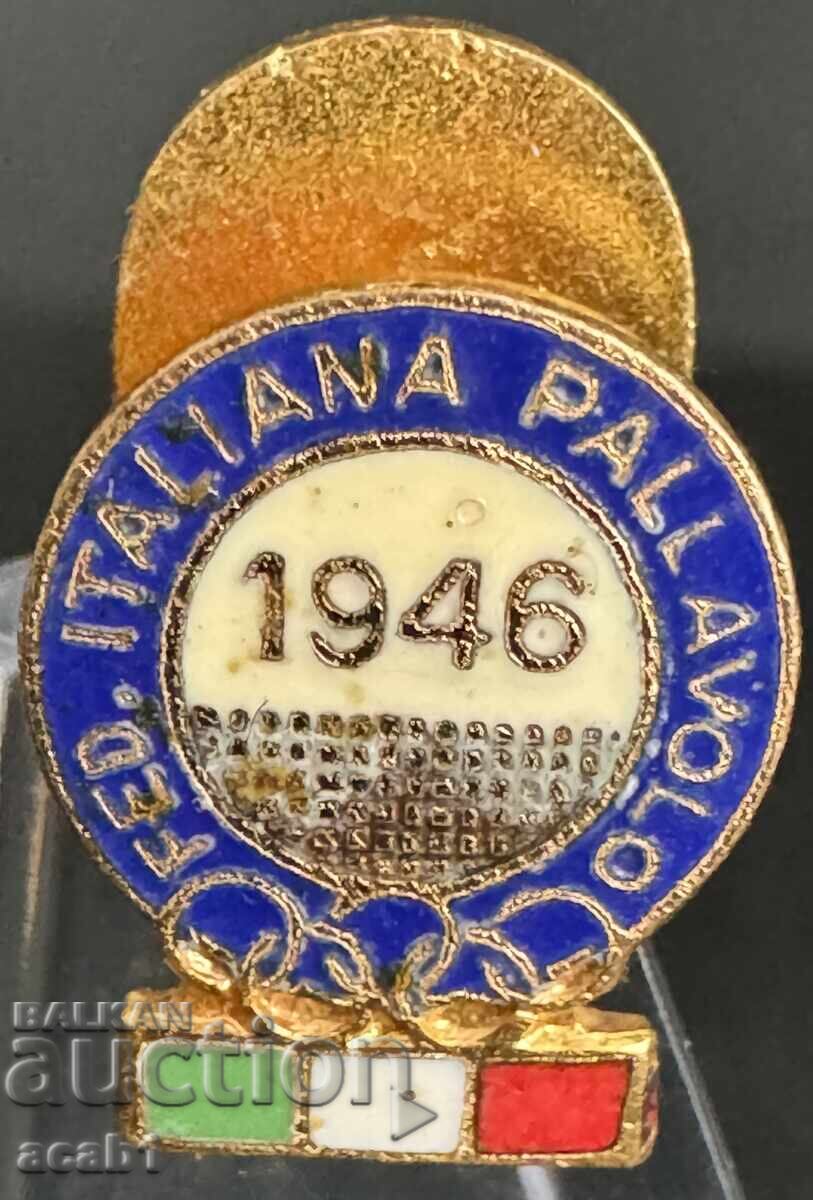 FED. ITALIANA PALLAVOLO
1946
BALKAN
auction
acab1